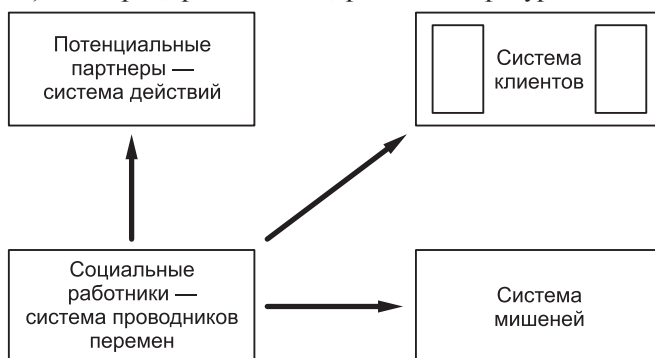 Потенциальные
партнеры —
система действий
Система
клиентов
Социальные
работники —
система проводников
перемен
Система
мишеней